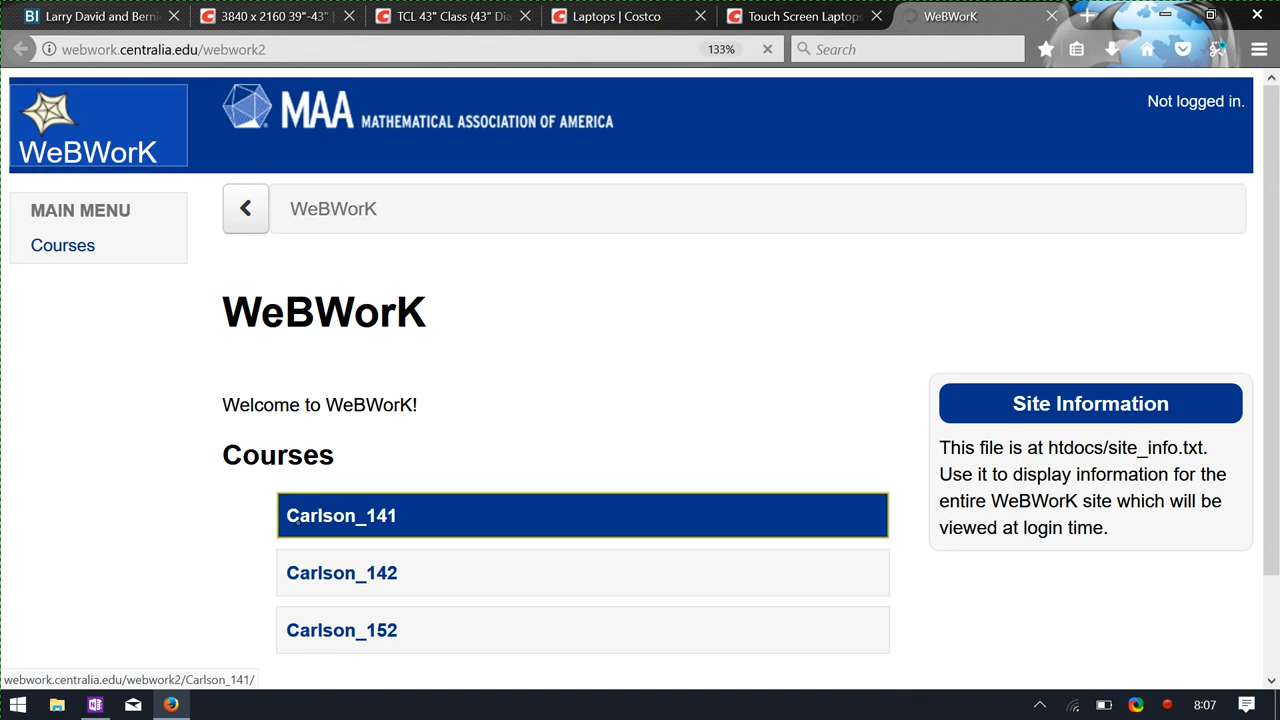 Larry David and Berni
3840 x 2160 39"-43" |
TCL 43" Class (43" Dia
Laptops | Costco
Touch Screen Laptops
WeBWorK
webwork.centralia.edu/webwork2
133%
Search
WeBWorK
MAA MATHEMATICAL ASSOCIATION OF AMERICA
Not logged in.
MAIN MENU
Courses
WeBWorK
WeBWorK
Welcome to WeBWorK!
Courses
Carlson_141
Carlson_142
Carlson_152
Site Information
This file is at htdocs/site_info.txt.
Use it to display information for the
entire WeBWorK site which will be
viewed at login time.
webwork.centralia.edu/webwork2/Carlson_141/
8:07